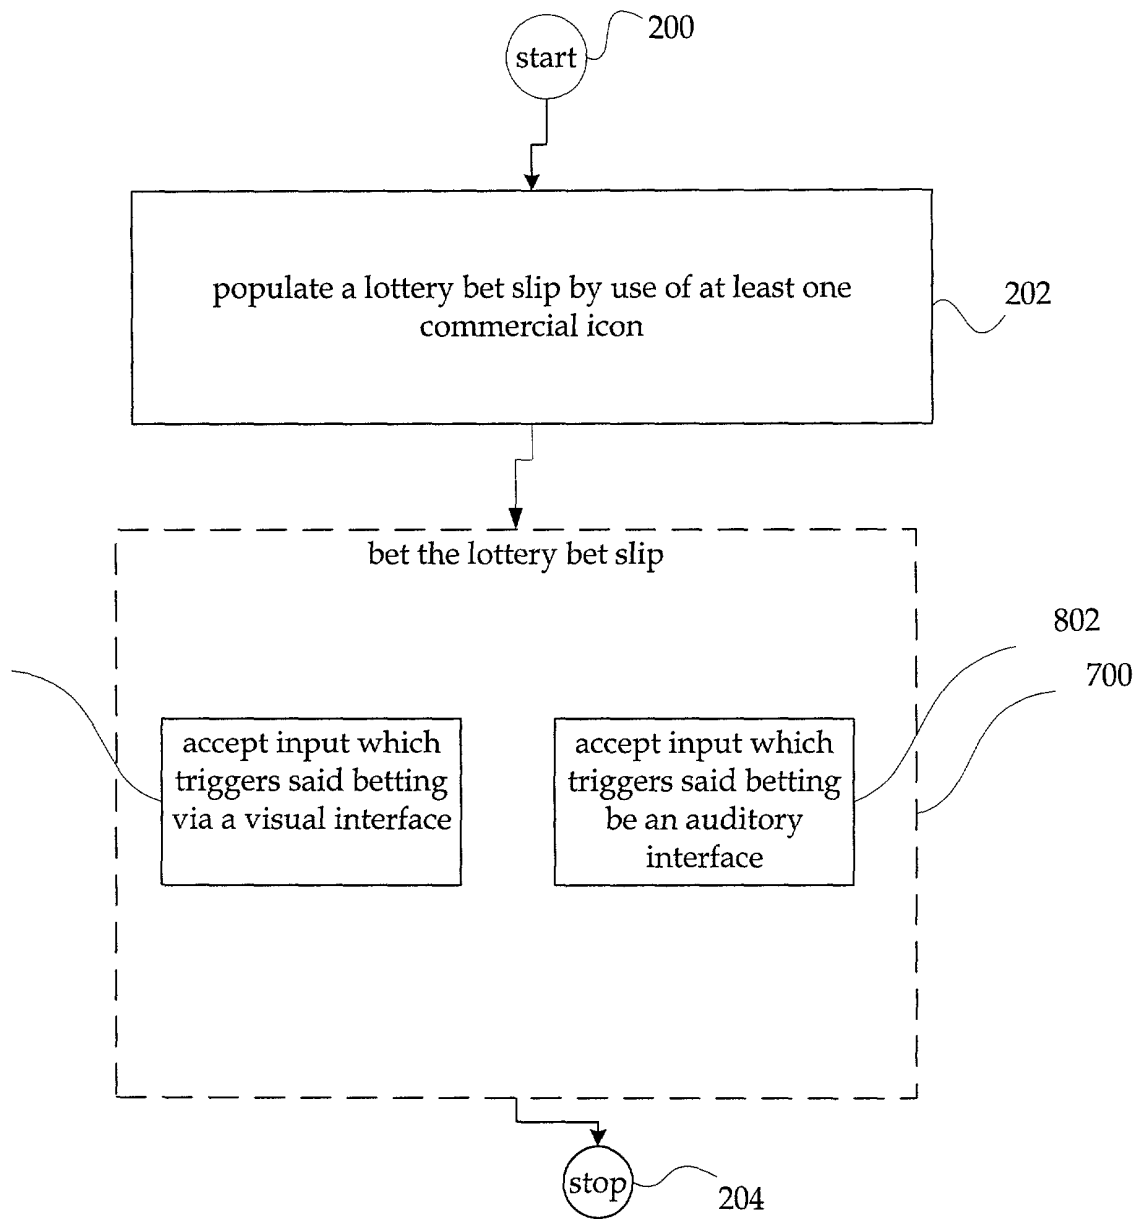 start
200
populate a lottery bet slip by use of at least one
commercial icon
202
bet the lottery bet slip
802
700
accept input which
triggers said betting
via a visual interface
accept input which
triggers said betting
be an auditory
interface
stop
204